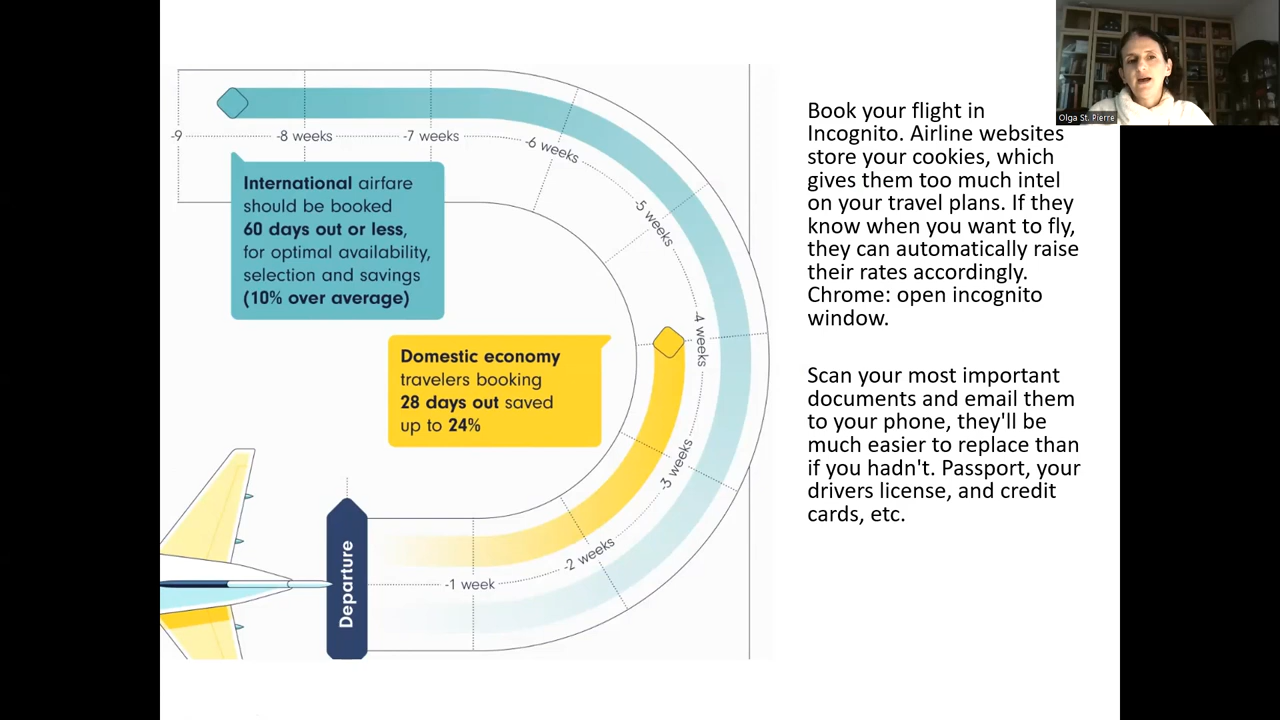 -9
-8 weeks
-7 weeks
-6 weeks
-5 weeks
-4 weeks
-3 weeks
-2 weeks
-1 week
International airfare
should be booked
60 days out or less,
for optimal availability,
selection and savings
(10% over average)
Domestic economy
travelers booking
28 days out saved
up to 24%
Departure
Book your flight in
Incognito. Airline websites
store your cookies, which
gives them too much intel
on your travel plans. If they
know when you want to fly,
they can automatically raise
their rates accordingly.
Chrome: open incognito
window.
Scan your most important
documents and email them
to your phone, they'll be
much easier to replace than
if you hadn't. Passport, your
drivers license, and credit
cards, etc.
Olga St. Pierre